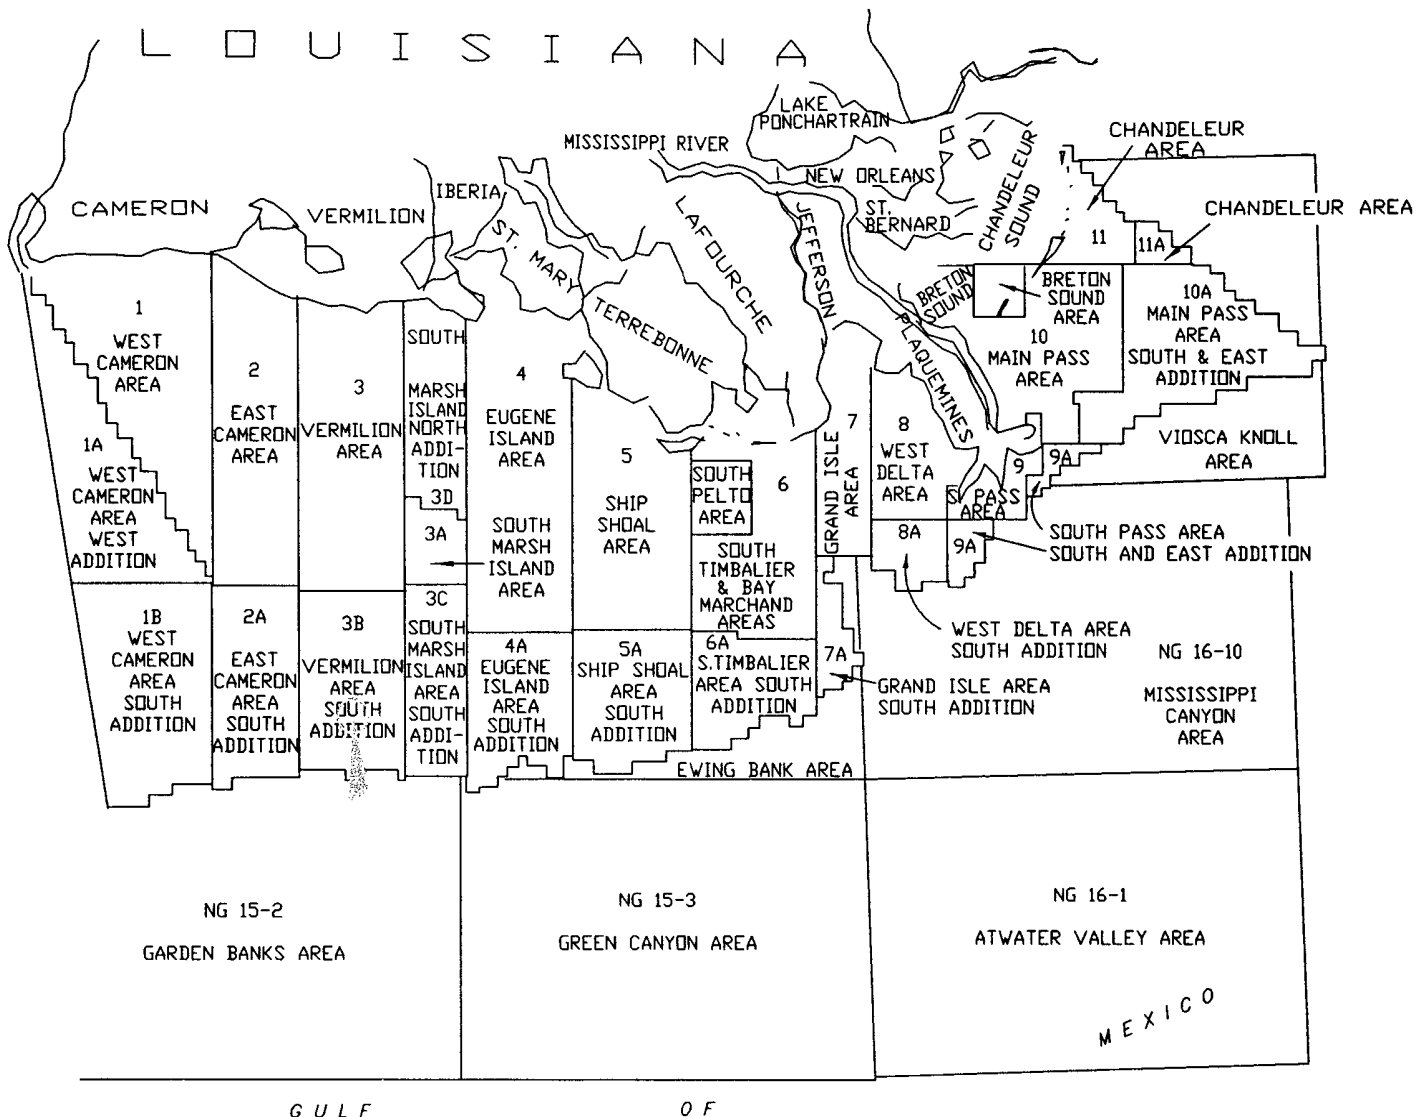 LOUISIANA
LAKE
PONCHARTRAIN
MISSISSIPPI RIVER
NEW ORLEANS
ST.
BERNARD
CHANDELEUR
SOUND
CHANDELEUR
AREA
CHANDELEUR AREA
CAMERON
VERMILION
IBERIA
ST. MARY
TERREBONNE
LAFOURCHE
JEFFERSON
PLAQUEMINES
BRETON
SOUND
BRETON
SOUND
AREA
11
11A
10
MAIN PASS
AREA
10A
MAIN PASS
AREA
SOUTH & EAST
ADDITION
VIOSCA KNOLL
AREA
1
WEST
CAMERON
AREA
1A
WEST
CAMERON
AREA
WEST
ADDITION
1B
WEST
CAMERON
AREA
SOUTH
ADDITION
2
EAST
CAMERON
AREA
2A
EAST
CAMERON
AREA
SOUTH
ADDITION
3
VERMILION
AREA
3B
VERMILION
AREA
SOUTH
ADDITION
SOUTH
MARSH
ISLAND
NORTH
ADDI-
TION
3D
3A
3C
SOUTH
MARSH
ISLAND
AREA
SOUTH
ADDI-
TION
4
EUGENE
ISLAND
AREA
SOUTH
MARSH
ISLAND
AREA
4A
EUGENE
ISLAND
AREA
SOUTH
ADDITION
5
SHIP
SHOAL
AREA
5A
SHIP SHOAL
AREA
SOUTH
ADDITION
SOUTH
PELTO
AREA
6
SOUTH
TIMBALIER
& BAY
MARCHAND
AREAS
6A
S.TIMBALIER
AREA SOUTH
ADDITION
7
GRAND ISLE
AREA
7A
GRAND ISLE AREA
SOUTH ADDITION
8
WEST
DELTA
AREA
8A
WEST DELTA AREA
SOUTH ADDITION
9
S. PASS
AREA
9A
9A
SOUTH PASS AREA
SOUTH AND EAST ADDITION
NG 16-10
MISSISSIPPI
CANYON
AREA
EWING BANK AREA
NG 15-2
GARDEN BANKS AREA
NG 15-3
GREEN CANYON AREA
NG 16-1
ATWATER VALLEY AREA
GULF OF MEXICO